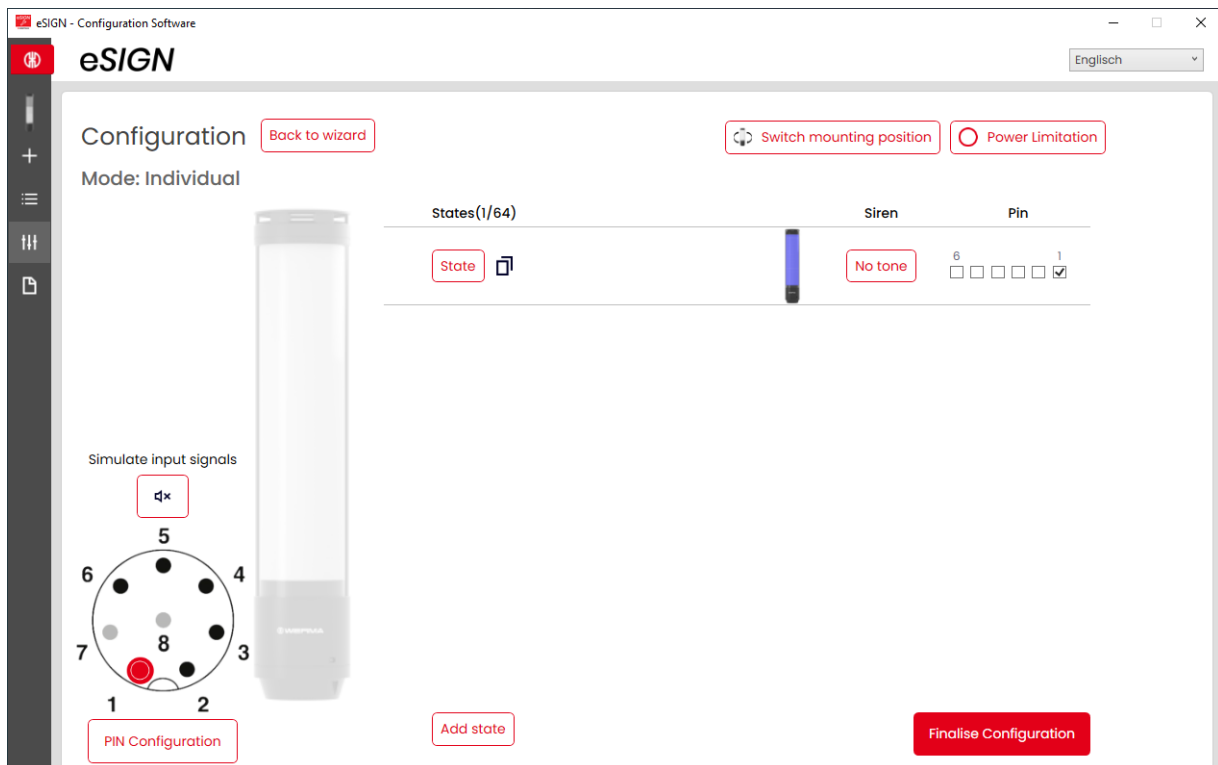 eSIGN - Configuration Software
eSIGN
Englisch
Configuration
Back to wizard
Switch mounting position
Power Limitation
Mode: Individual
States(1/64)
Siren
Pin
State
No tone
6
1
Simulate input signals
5
6
4
7
8
3
1
2
WERMA
PIN Configuration
Add state
Finalise Configuration